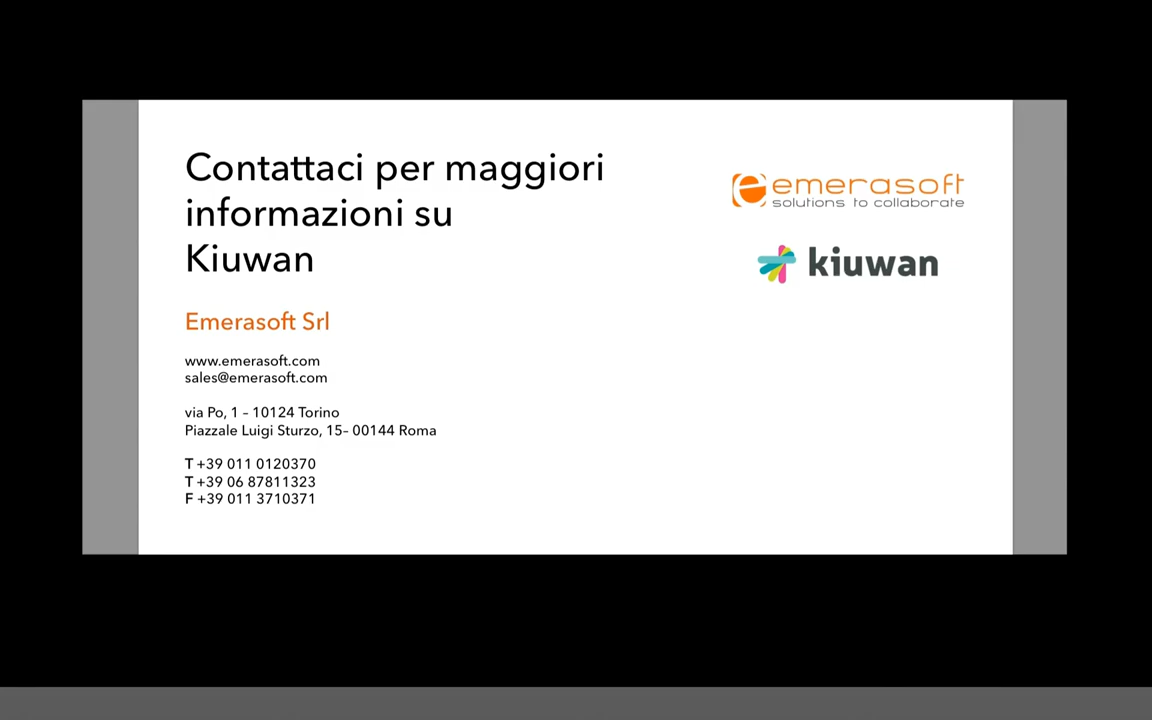 Contattaci per maggiori
informazioni su
Kiuwan
emerasoft
solutions to collaborate
kiuwan
Emerasoft Srl
www.emerasoft.com
sales@emerasoft.com
via Po, 1 – 10124 Torino
Piazzale Luigi Sturzo, 15– 00144 Roma
T +39 011 0120370
T +39 06 87811323
F +39 011 3710371